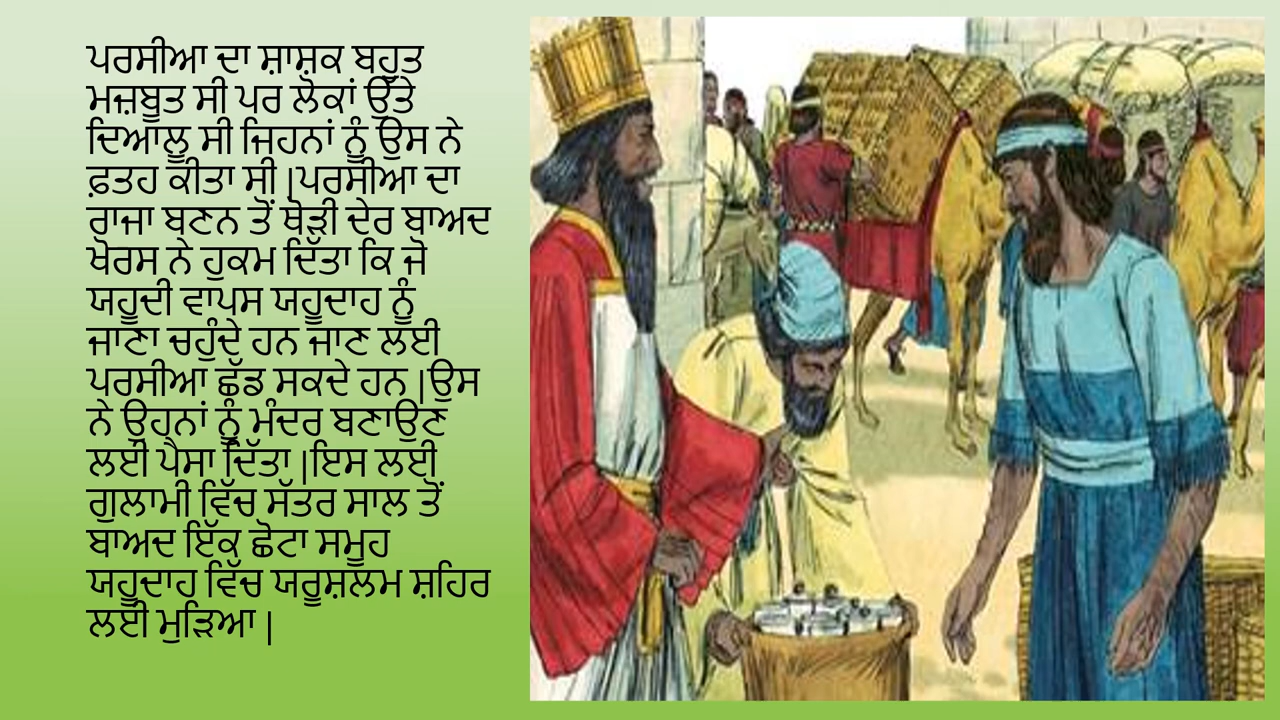 ਪਰਸੀਆ ਦਾ ਸ਼ਾਸ਼ਕ ਬਹੁਤ
ਮਜ਼ਬੂਤ ਸੀ ਪਰ ਲੋਕਾਂ ਉੱਤੇ
ਦਿਆਲੂ ਸੀ ਜਿਹਨਾਂ ਨੂੰ ਉਸ ਨੇ
ਫ਼ਤਹ ਕੀਤਾ ਸੀ |ਪਰਸੀਆ ਦਾ
ਰਾਜਾ ਬਣਨ ਤੋਂ ਥੋੜੀ ਦੇਰ ਬਾਅਦ
ਖੋਰਸ ਨੇ ਹੁਕਮ ਦਿੱਤਾ ਕਿ ਜੋ
ਯਹੂਦੀ ਵਾਪਸ ਯਹੂਦਾਹ ਨੂੰ
ਜਾਣਾ ਚਹੁੰਦੇ ਹਨ ਜਾਣ ਲਈ
ਪਰਸੀਆ ਛੱਡ ਸਕਦੇ ਹਨ |ਉਸ
ਨੇ ਉਹਨਾਂ ਨੂੰ ਮੰਦਰ ਬਣਾਉਣ
ਲਈ ਪੈਸਾ ਦਿੱਤਾ |ਇਸ ਲਈ
ਗੁਲਾਮੀ ਵਿੱਚ ਸੱਤਰ ਸਾਲ ਤੋਂ
ਬਾਅਦ ਇੱਕ ਛੋਟਾ ਸਮੂਹ
ਯਹੂਦਾਹ ਵਿੱਚ ਯਰੂਸ਼ਲਮ ਸ਼ਹਿਰ
ਲਈ ਮੁੜਿਆ |